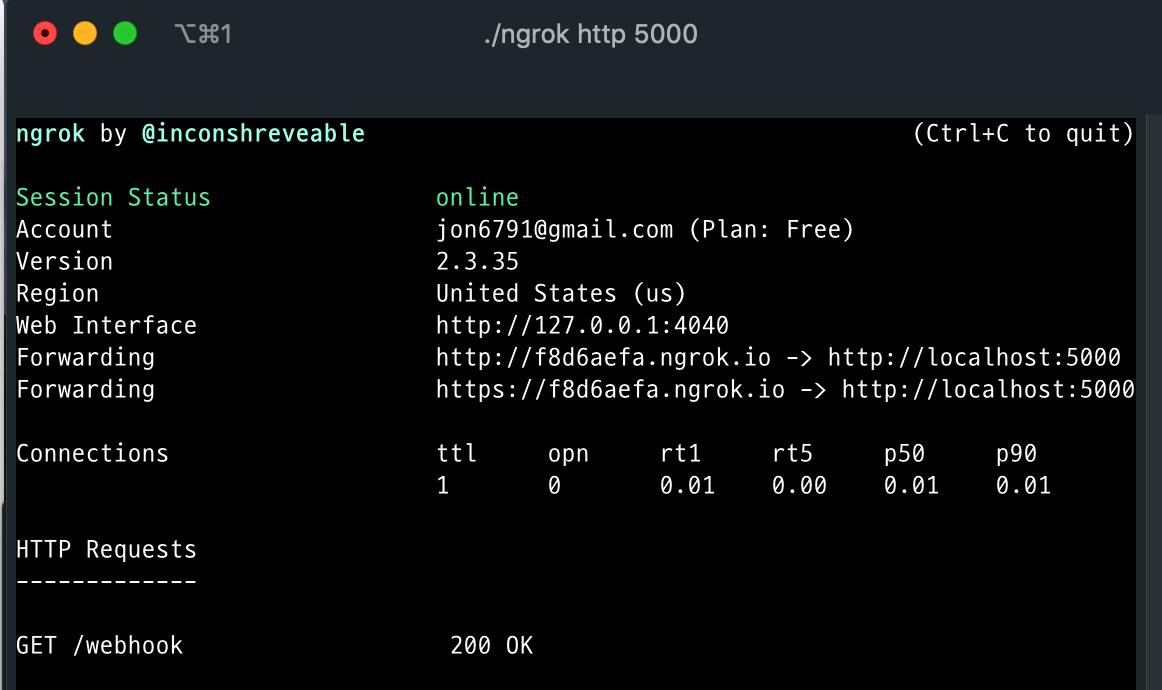 ⌥⌘1 ./ngrok http 5000
ngrok by @inconshreveable (Ctrl+C to quit)
Session Status online
Account jon6791@gmail.com (Plan: Free)
Version 2.3.35
Region United States (us)
Web Interface http://127.0.0.1:4040
Forwarding http://f8d6aefa.ngrok.io -> http://localhost:5000
Forwarding https://f8d6aefa.ngrok.io -> http://localhost:5000
Connections ttl opn rt1 rt5 p50 p90
1 0 0.01 0.00 0.01 0.01
HTTP Requests
-------------
GET /webhook 200 OK